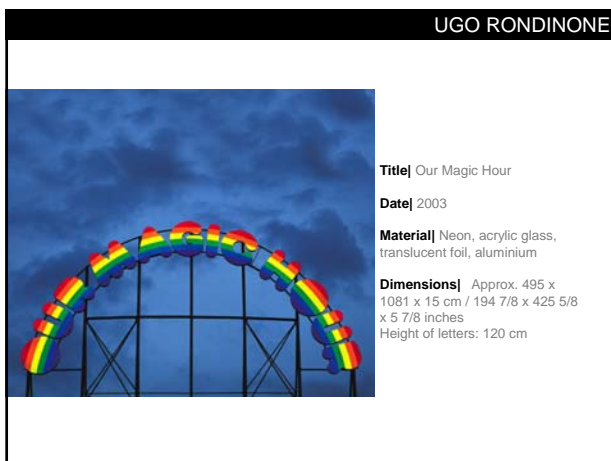 UGO RONDINONE
Title| Our Magic Hour
Date| 2003
Material| Neon, acrylic glass,
translucent foil, aluminium
Dimensions| Approx. 495 x
1081 x 15 cm / 194 7/8 x 425 5/8
x 5 7/8 inches
Height of letters: 120 cm